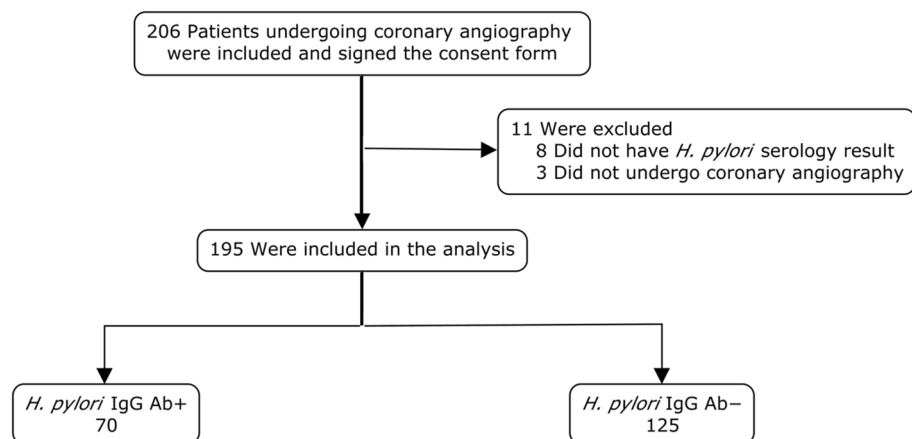 206 Patients undergoing coronary angiography
were included and signed the consent form
11 Were excluded
8 Did not have H. pylori serology result
3 Did not undergo coronary angiography
195 Were included in the analysis
H. pylori IgG Ab+
70
H. pylori IgG Ab−
125